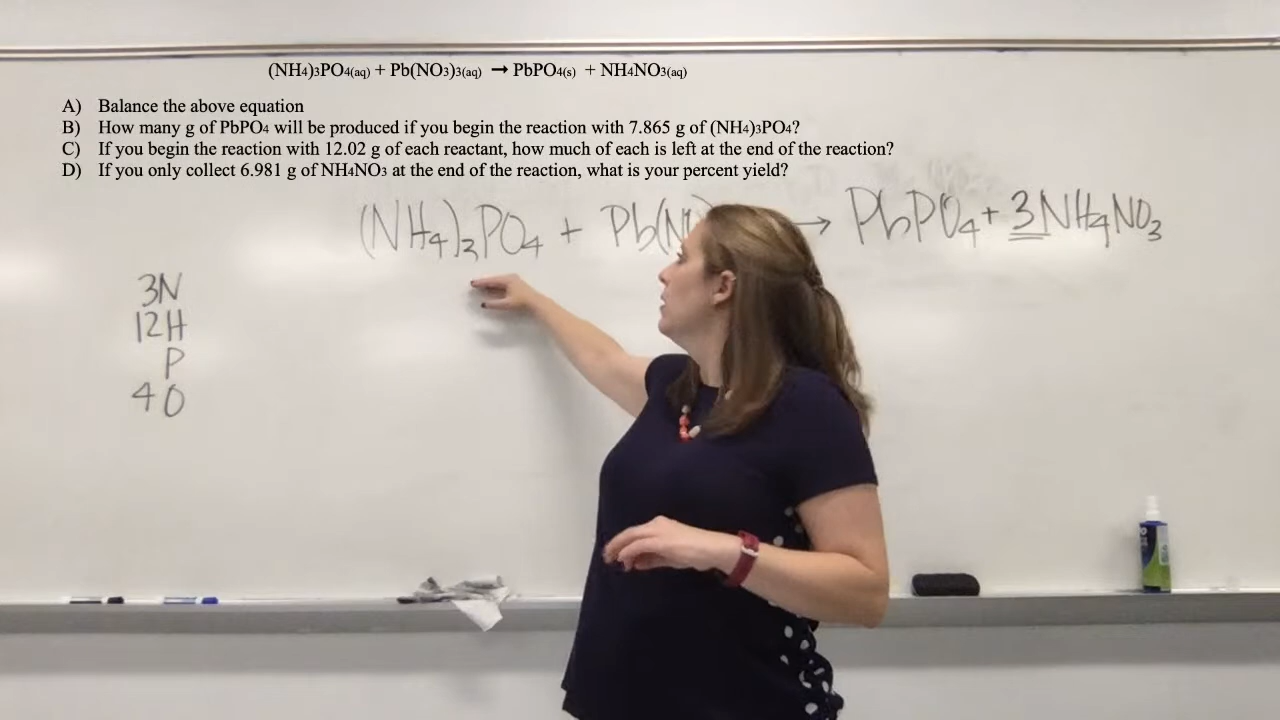 (NH4)3PO4(aq) + Pb(NO3)3(aq) → PbPO4(s) + NH4NO3(aq)
A) Balance the above equation
B) How many g of PbPO4 will be produced if you begin the reaction with 7.865 g of (NH4)3PO4?
C) If you begin the reaction with 12.02 g of each reactant, how much of each is left at the end of the reaction?
D) If you only collect 6.981 g of NH4NO3 at the end of the reaction, what is your percent yield?
(NH4)3PO4 + Pb(N → PbPO4 + 3NH4NO3
3N
12H
P
4O